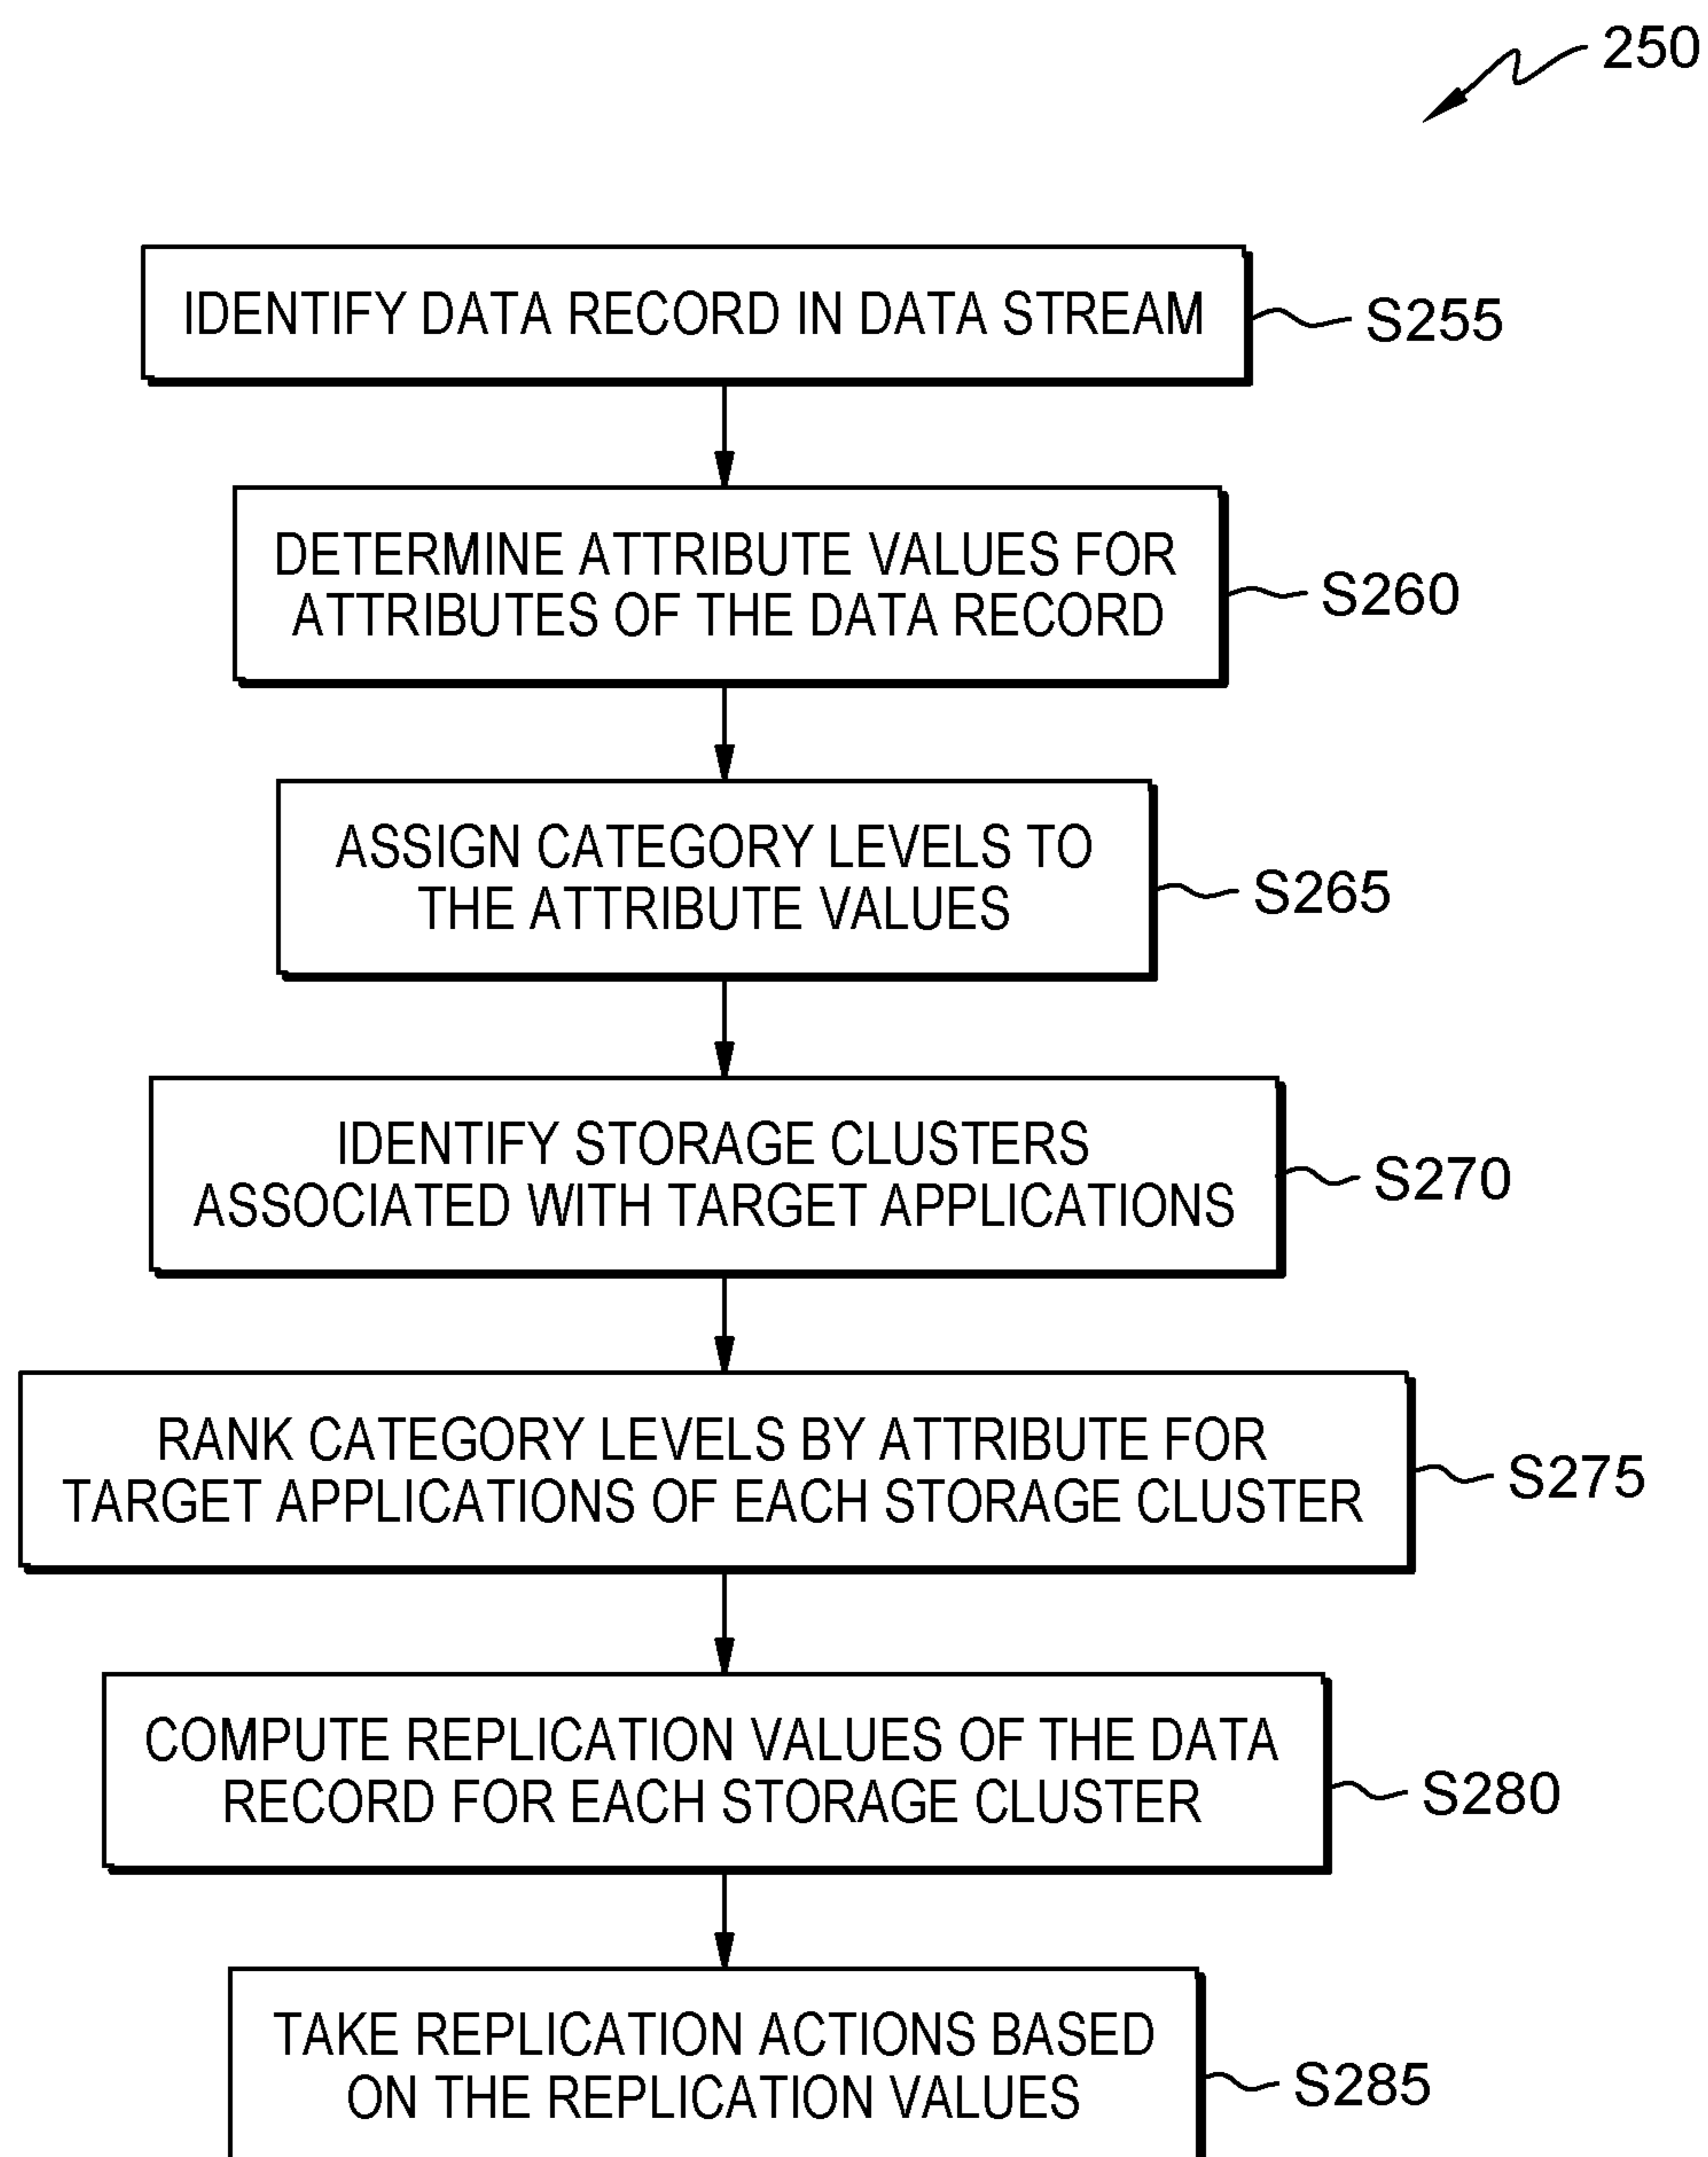 250
IDENTIFY DATA RECORD IN DATA STREAM
S255
DETERMINE ATTRIBUTE VALUES FOR
ATTRIBUTES OF THE DATA RECORD
S260
ASSIGN CATEGORY LEVELS TO
THE ATTRIBUTE VALUES
S265
IDENTIFY STORAGE CLUSTERS
ASSOCIATED WITH TARGET APPLICATIONS
S270
RANK CATEGORY LEVELS BY ATTRIBUTE FOR
TARGET APPLICATIONS OF EACH STORAGE CLUSTER
S275
COMPUTE REPLICATION VALUES OF THE DATA
RECORD FOR EACH STORAGE CLUSTER
S280
TAKE REPLICATION ACTIONS BASED
ON THE REPLICATION VALUES
S285